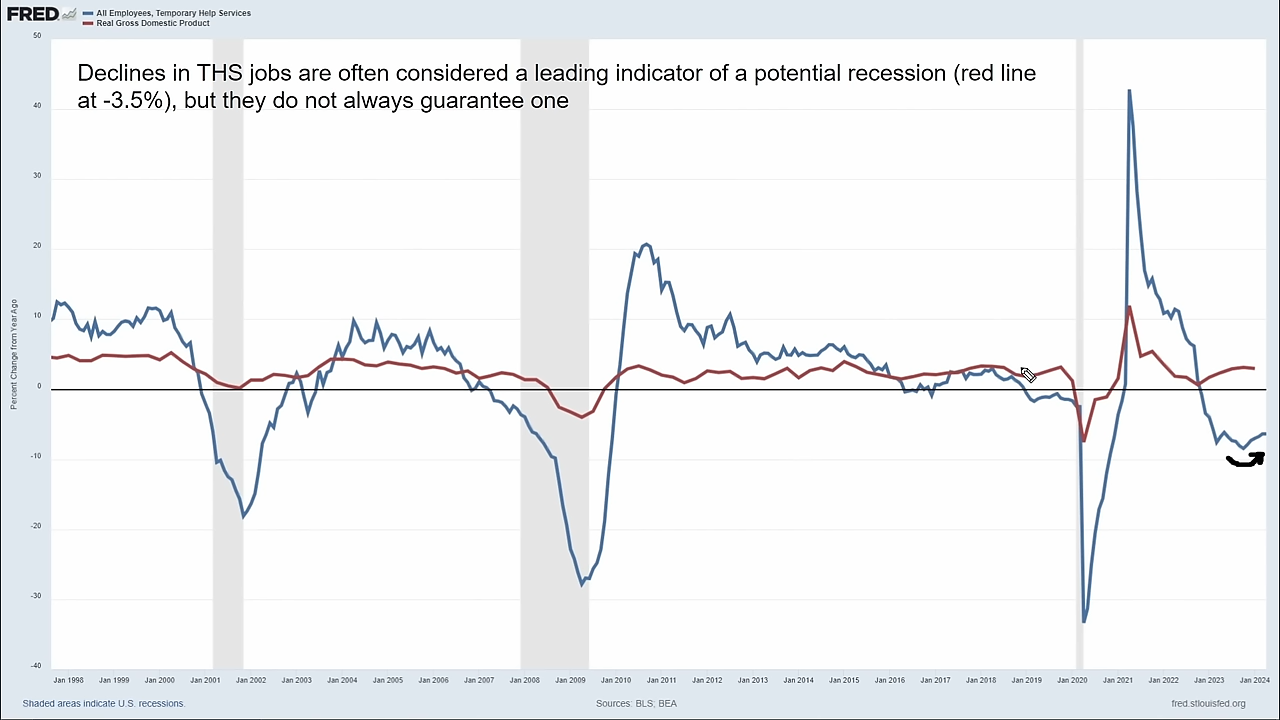 FRED
All Employees, Temporary Help Services
Real Gross Domestic Product
Declines in THS jobs are often considered a leading indicator of a potential recession (red line
at -3.5%), but they do not always guarantee one
Percent Change from Year Ago
50
40
30
20
10
0
-10
-20
-30
-40
Jan 1998 Jan 1999 Jan 2000 Jan 2001 Jan 2002 Jan 2003 Jan 2004 Jan 2005 Jan 2006 Jan 2007 Jan 2008 Jan 2009 Jan 2010 Jan 2011 Jan 2012 Jan 2013 Jan 2014 Jan 2015 Jan 2016 Jan 2017 Jan 2018 Jan 2019 Jan 2020 Jan 2021 Jan 2022 Jan 2023 Jan 2024
Shaded areas indicate U.S. recessions. Sources: BLS; BEA fred.stlouisfed.org